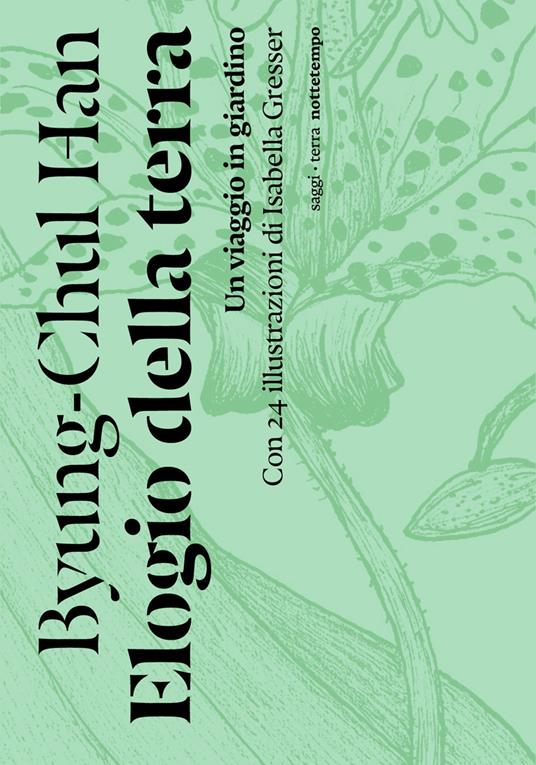 Byung-Chul Han
Elogio della terra
Un viaggio in giardino
Con 24 illustrazioni di Isabella Gresser
saggi · terra nottetempo